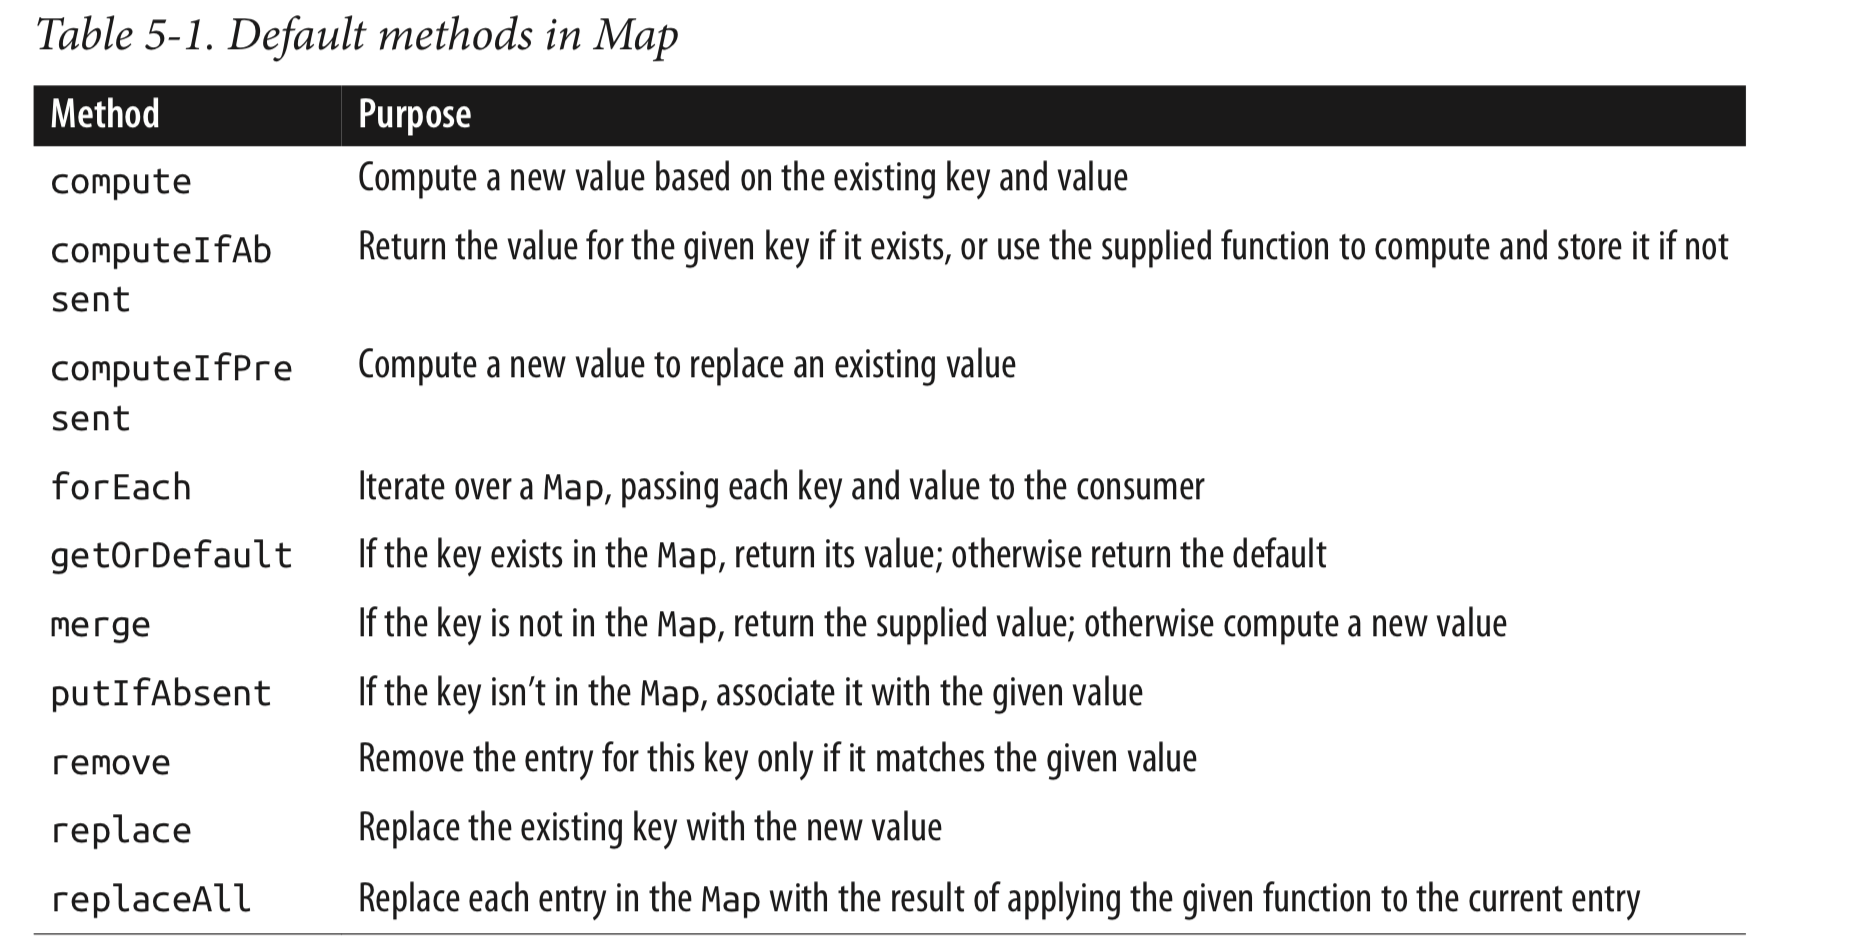 Table 5-1. Default methods in Map
Method Purpose
compute Compute a new value based on the existing key and value
computeIfAb Return the value for the given key if it exists, or use the supplied function to compute and store it if not
sent
computeIfPre Compute a new value to replace an existing value
sent
forEach Iterate over a Map, passing each key and value to the consumer
getOrDefault If the key exists in the Map, return its value; otherwise return the default
merge If the key is not in the Map, return the supplied value; otherwise compute a new value
putIfAbsent If the key isn’t in the Map, associate it with the given value
remove Remove the entry for this key only if it matches the given value
replace Replace the existing key with the new value
replaceAll Replace each entry in the Map with the result of applying the given function to the current entry